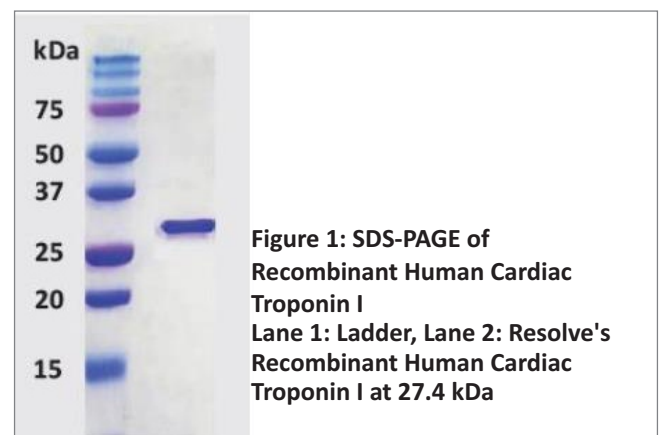 kDa
75
50
37
25
20
15
Figure 1: SDS-PAGE of
Recombinant Human Cardiac
Troponin I
Lane 1: Ladder, Lane 2: Resolve's
Recombinant Human Cardiac
Troponin I at 27.4 kDa